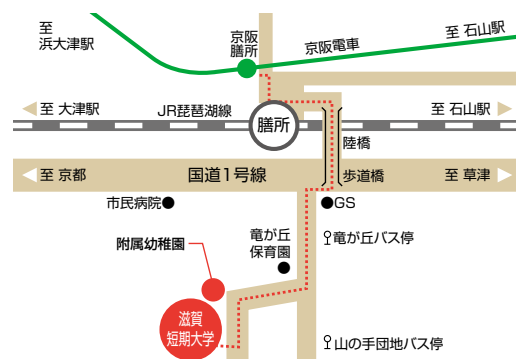 至
浜大津駅
京阪
膳所
京阪電車
至 石山駅
至 大津駅
JR琵琶湖線
膳所
至 石山駅
陸橋
至 京都
国道1号線
歩道橋
至 草津
市民病院
GS
竜が丘
保育園
竜が丘バス停
附属幼稚園
滋賀
短期大学
山の手団地バス停